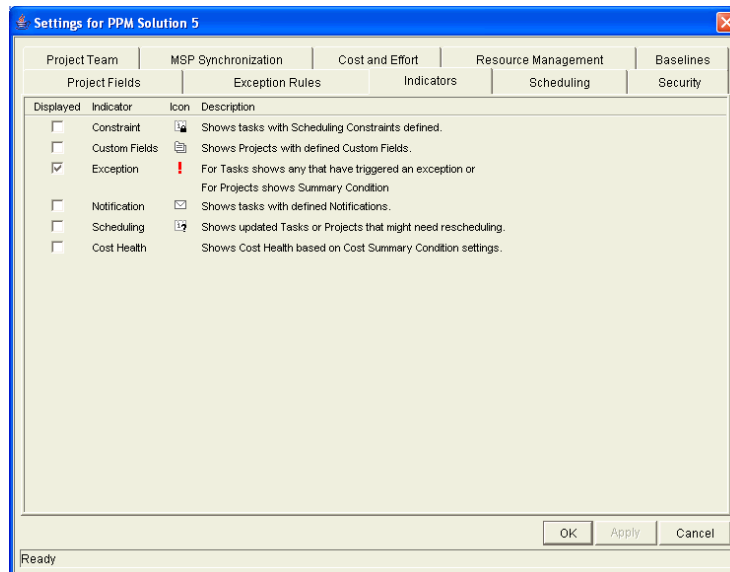 Settings for PPM Solution 5
Project Team MSP Synchronization Cost and Effort Resource Management Baselines
Project Fields Exception Rules Indicators Scheduling Security
Displayed Indicator Icon Description
Constraint Shows tasks with Scheduling Constraints defined.
Custom Fields Shows Projects with defined Custom Fields.
Exception ! For Tasks shows any that have triggered an exception or
For Projects shows Summary Condition
Notification Shows tasks with defined Notifications.
Scheduling Shows updated Tasks or Projects that might need rescheduling.
Cost Health Shows Cost Health based on Cost Summary Condition settings.
OK Apply Cancel
Ready